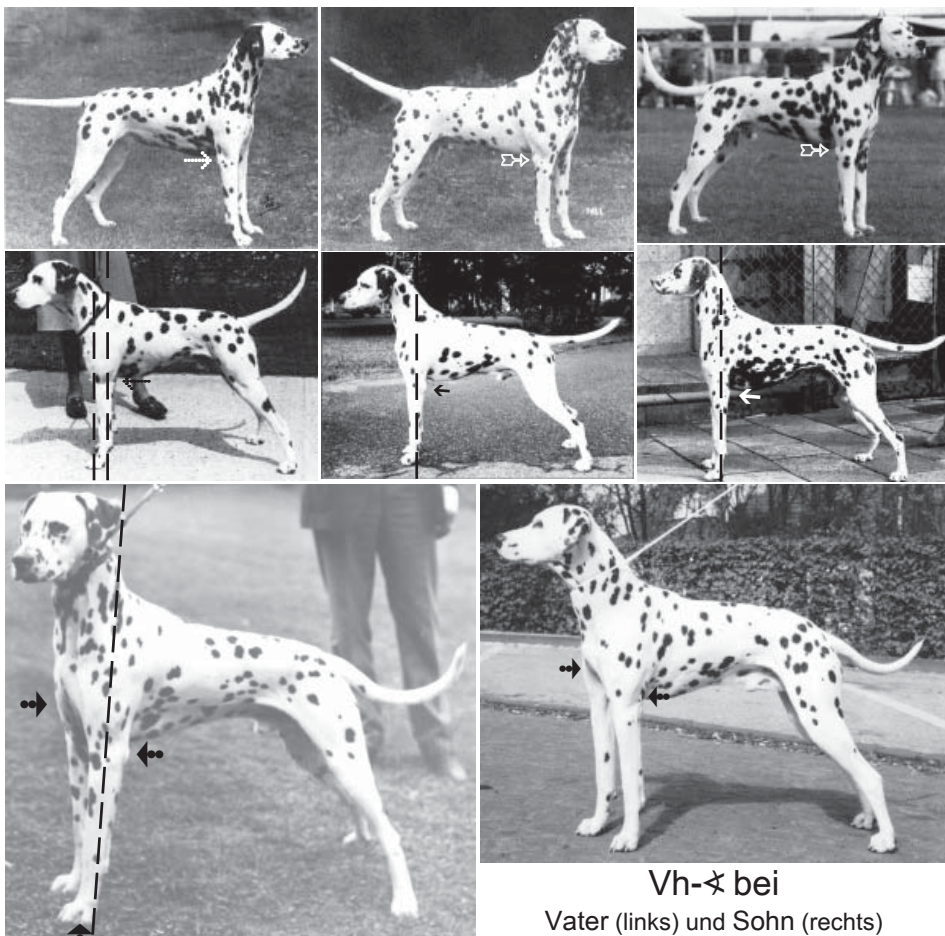 Vh-∢ bei
Vater (links) und Sohn (rechts)